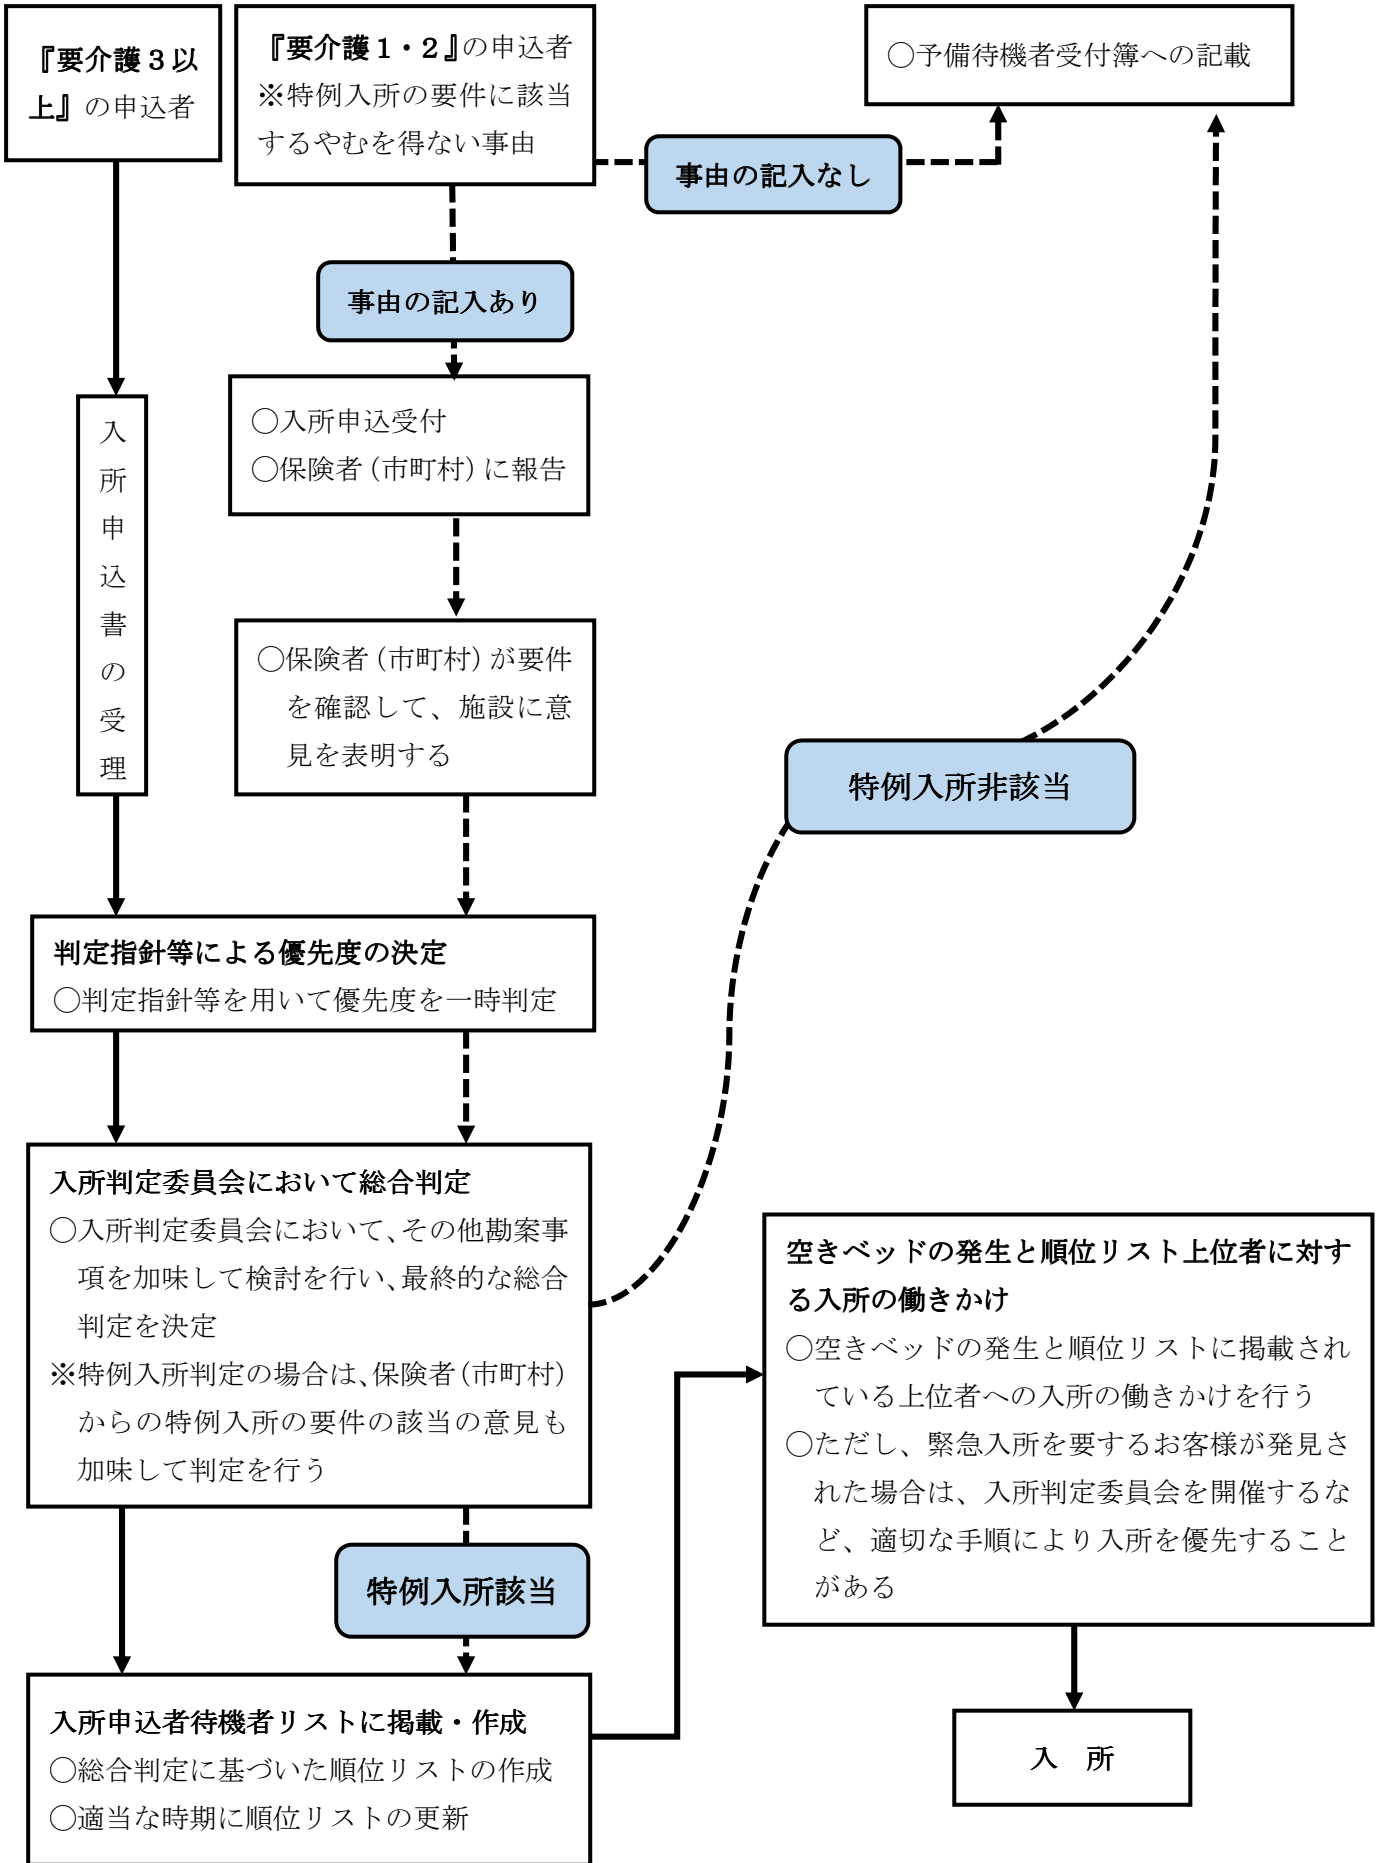 『要介護３以
上』の申込者
『要介護１・２』の申込者
※特例入所の要件に該当
するやむを得ない事由
〇予備待機者受付簿への記載
事由の記入なし
事由の記入あり
〇入所申込受付
〇保険者（市町村）に報告
入所申込書の受理
〇保険者（市町村）が要件
を確認して、施設に意
見を表明する
特例入所非該当
判定指針等による優先度の決定
〇判定指針等を用いて優先度を一時判定
入所判定委員会において総合判定
〇入所判定委員会において、その他勘案事
項を加味して検討を行い、最終的な総合
判定を決定
※特例入所判定の場合は、保険者（市町村）
からの特例入所の要件の該当の意見も
加味して判定を行う
特例入所該当
入所申込者待機者リストに掲載・作成
〇総合判定に基づいた順位リストの作成
〇適当な時期に順位リストの更新
空きベッドの発生と順位リスト上位者に対す
る入所の働きかけ
〇空きベッドの発生と順位リストに掲載され
ている上位者への入所の働きかけを行う
〇ただし、緊急入所を要するお客様が発見さ
れた場合は、入所判定委員会を開催するな
ど、適切な手順により入所を優先すること
がある
入　所